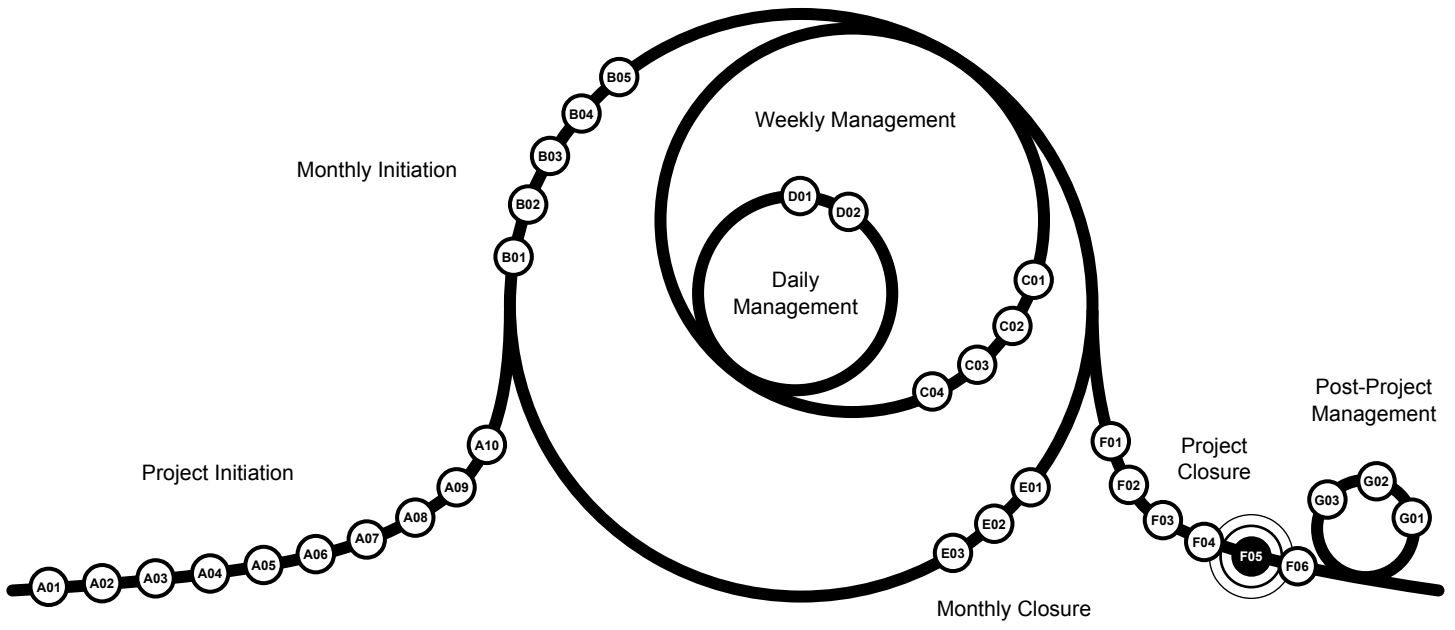 B05
B04
B03
B02
B01
Monthly Initiation
Weekly Management
D01
D02
Daily
Management
C01
C02
C03
C04
Project Initiation
A01
A02
A03
A04
A05
A06
A07
A08
A09
A10
E01
E02
E03
Monthly Closure
F01
F02
F03
F04
F05
F06
Project
Closure
Post-Project
Management
G03
G02
G01